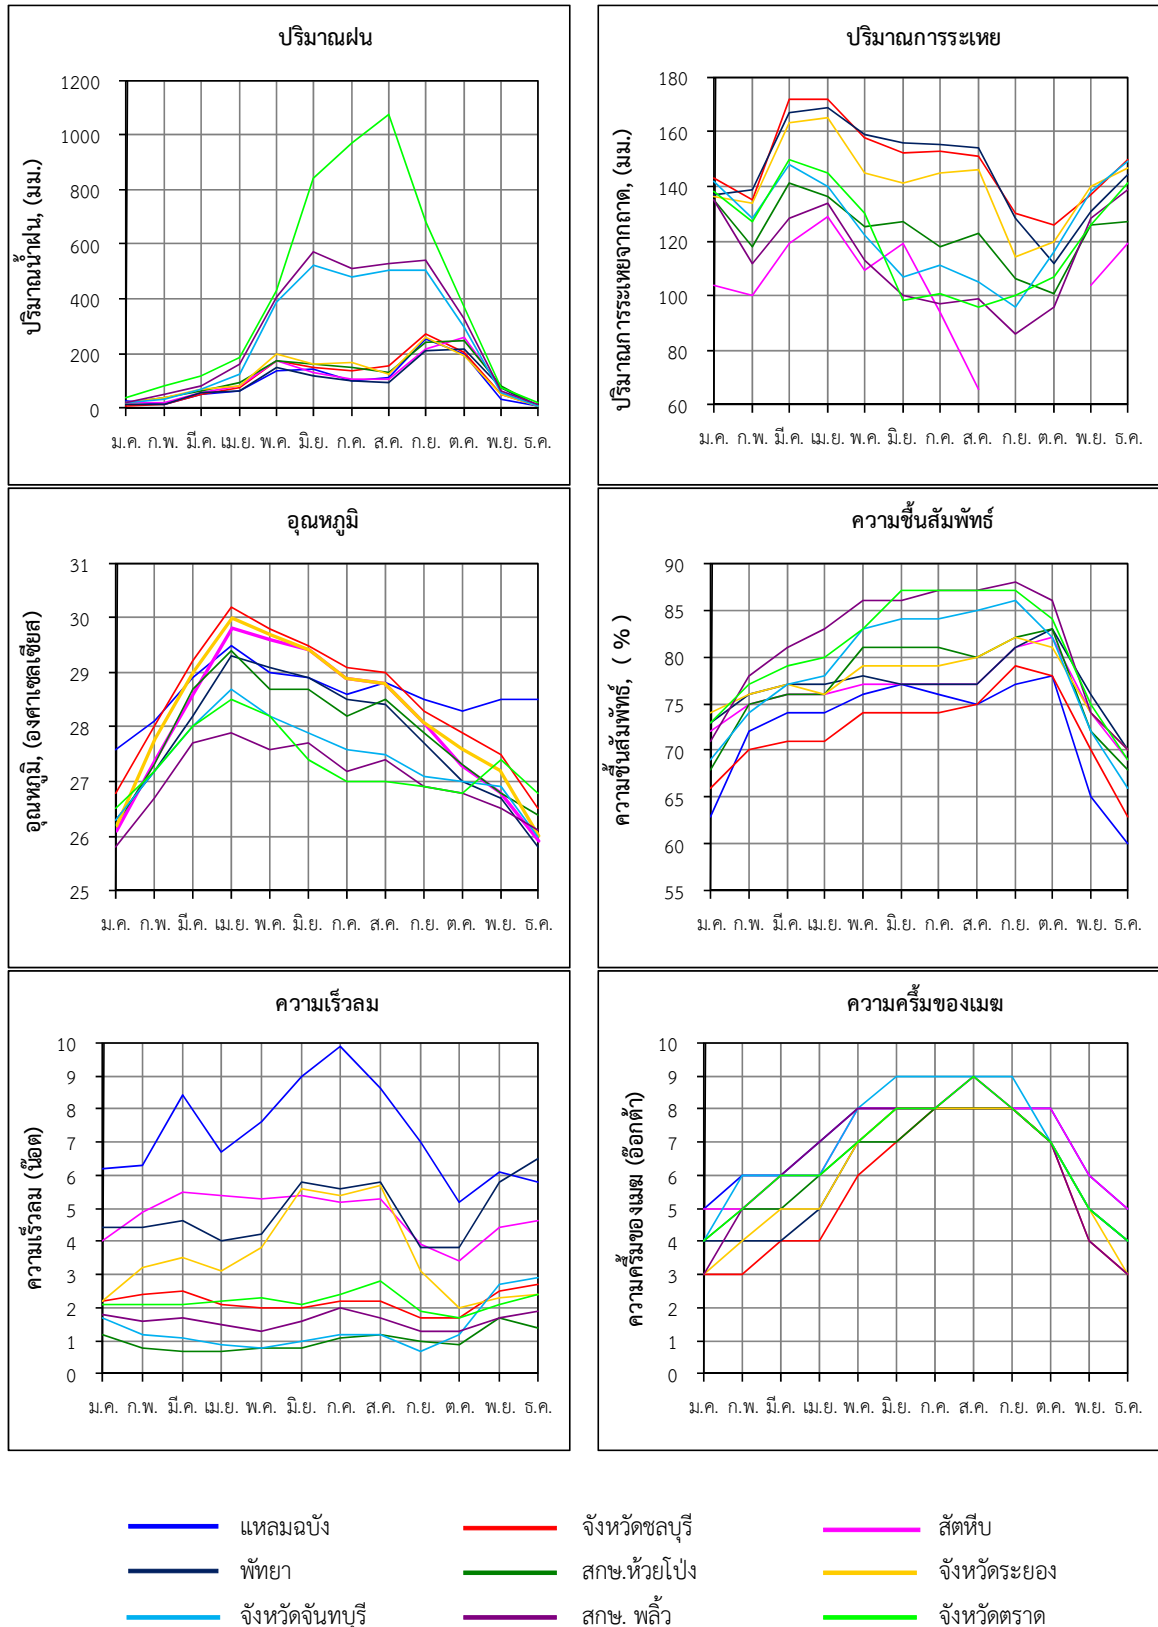 ปริมาณฝน
ปริมาณน้ำฝน, (มม.)
1200
1000
800
600
400
200
0
ม.ค. ก.พ. มี.ค. เม.ย. พ.ค. มิ.ย. ก.ค. ส.ค. ก.ย. ต.ค. พ.ย. ธ.ค.
ปริมาณการระเหย
ปริมาณการระเหยจากถาด, (มม.)
180
160
140
120
100
80
60
ม.ค. ก.พ. มี.ค. เม.ย. พ.ค. มิ.ย. ก.ค. ส.ค. ก.ย. ต.ค. พ.ย. ธ.ค.
อุณหภูมิ
อุณหภูมิ, (องศาเซลเซียส)
31
30
29
28
27
26
25
ม.ค. ก.พ. มี.ค. เม.ย. พ.ค. มิ.ย. ก.ค. ส.ค. ก.ย. ต.ค. พ.ย. ธ.ค.
ความชื้นสัมพัทธ์
ความชื้นสัมพัทธ์, ( % )
90
85
80
75
70
65
60
55
ม.ค. ก.พ. มี.ค. เม.ย. พ.ค. มิ.ย. ก.ค. ส.ค. ก.ย. ต.ค. พ.ย. ธ.ค.
ความเร็วลม
ความเร็วลม (น๊อต)
10
9
8
7
6
5
4
3
2
1
0
ม.ค. ก.พ. มี.ค. เม.ย. พ.ค. มิ.ย. ก.ค. ส.ค. ก.ย. ต.ค. พ.ย. ธ.ค.
ความครึ้มของเมฆ
ความครึ้มของเมฆ (อ๊อกต้า)
10
9
8
7
6
5
4
3
2
1
0
ม.ค. ก.พ. มี.ค. เม.ย. พ.ค. มิ.ย. ก.ค. ส.ค. ก.ย. ต.ค. พ.ย. ธ.ค.
แหลมฉบัง จังหวัดชลบุรี สัตหีบ
พัทยา สกษ.ห้วยโป่ง จังหวัดระยอง
จังหวัดจันทบุรี สกษ. พลิ้ว จังหวัดตราด